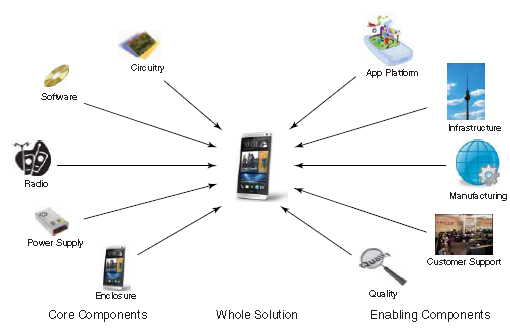 Circuitry
App Platform
Software
Infrastructure
Radio
Manufacturing
Power Supply
Customer Support
Enclosure
Quality
Quality
Core Components
Whole Solution
Enabling Components